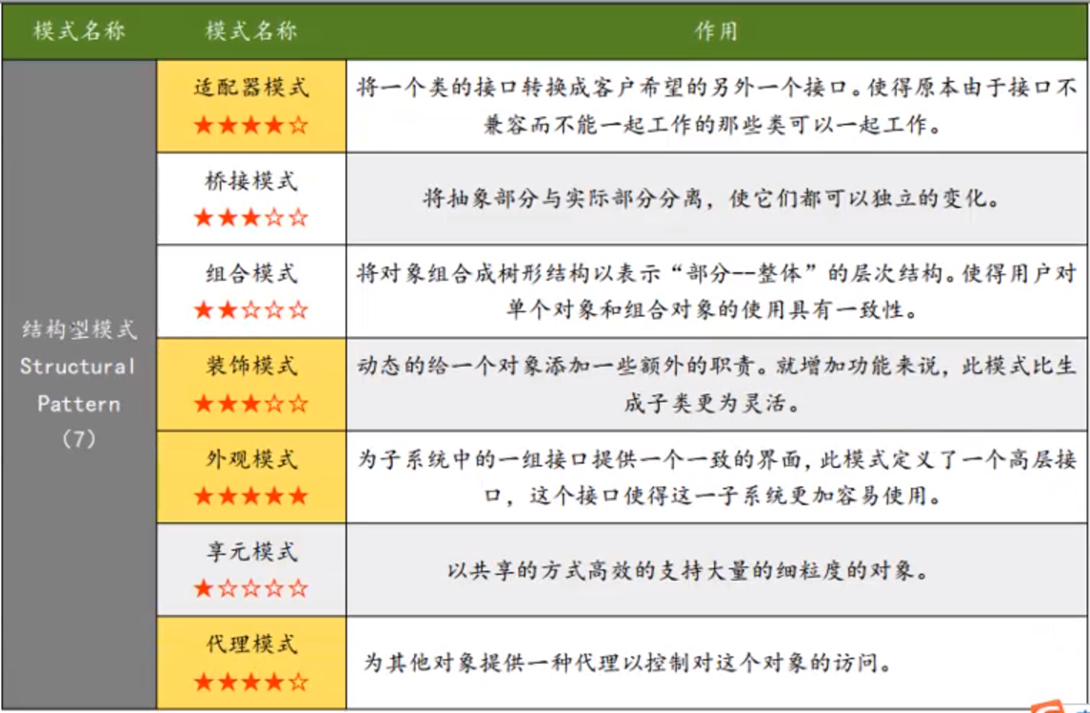 模式名称 模式名称 作用
适配器模式
★★★★☆
将一个类的接口转换成客户希望的另外一个接口。使得原本由于接口不
兼容而不能一起工作的那些类可以一起工作。
桥接模式
★★★☆☆
将抽象部分与实际部分分离，使它们都可以独立的变化。
组合模式
★★☆☆☆
将对象组合成树形结构以表示“部分--整体”的层次结构。使得用户对
单个对象和组合对象的使用具有一致性。
结构型模式
Structural
Pattern
（7）
装饰模式
★★★☆☆
动态的给一个对象添加一些额外的职责。就增加功能来说，此模式比生
成子类更为灵活。
外观模式
★★★★★
为子系统中的一组接口提供一个一致的界面，此模式定义了一个高层接
口，这个接口使得这一子系统更加容易使用。
享元模式
★☆☆☆☆
以共享的方式高效的支持大量的细粒度的对象。
代理模式
★★★★☆
为其他对象提供一种代理以控制对这个对象的访问。